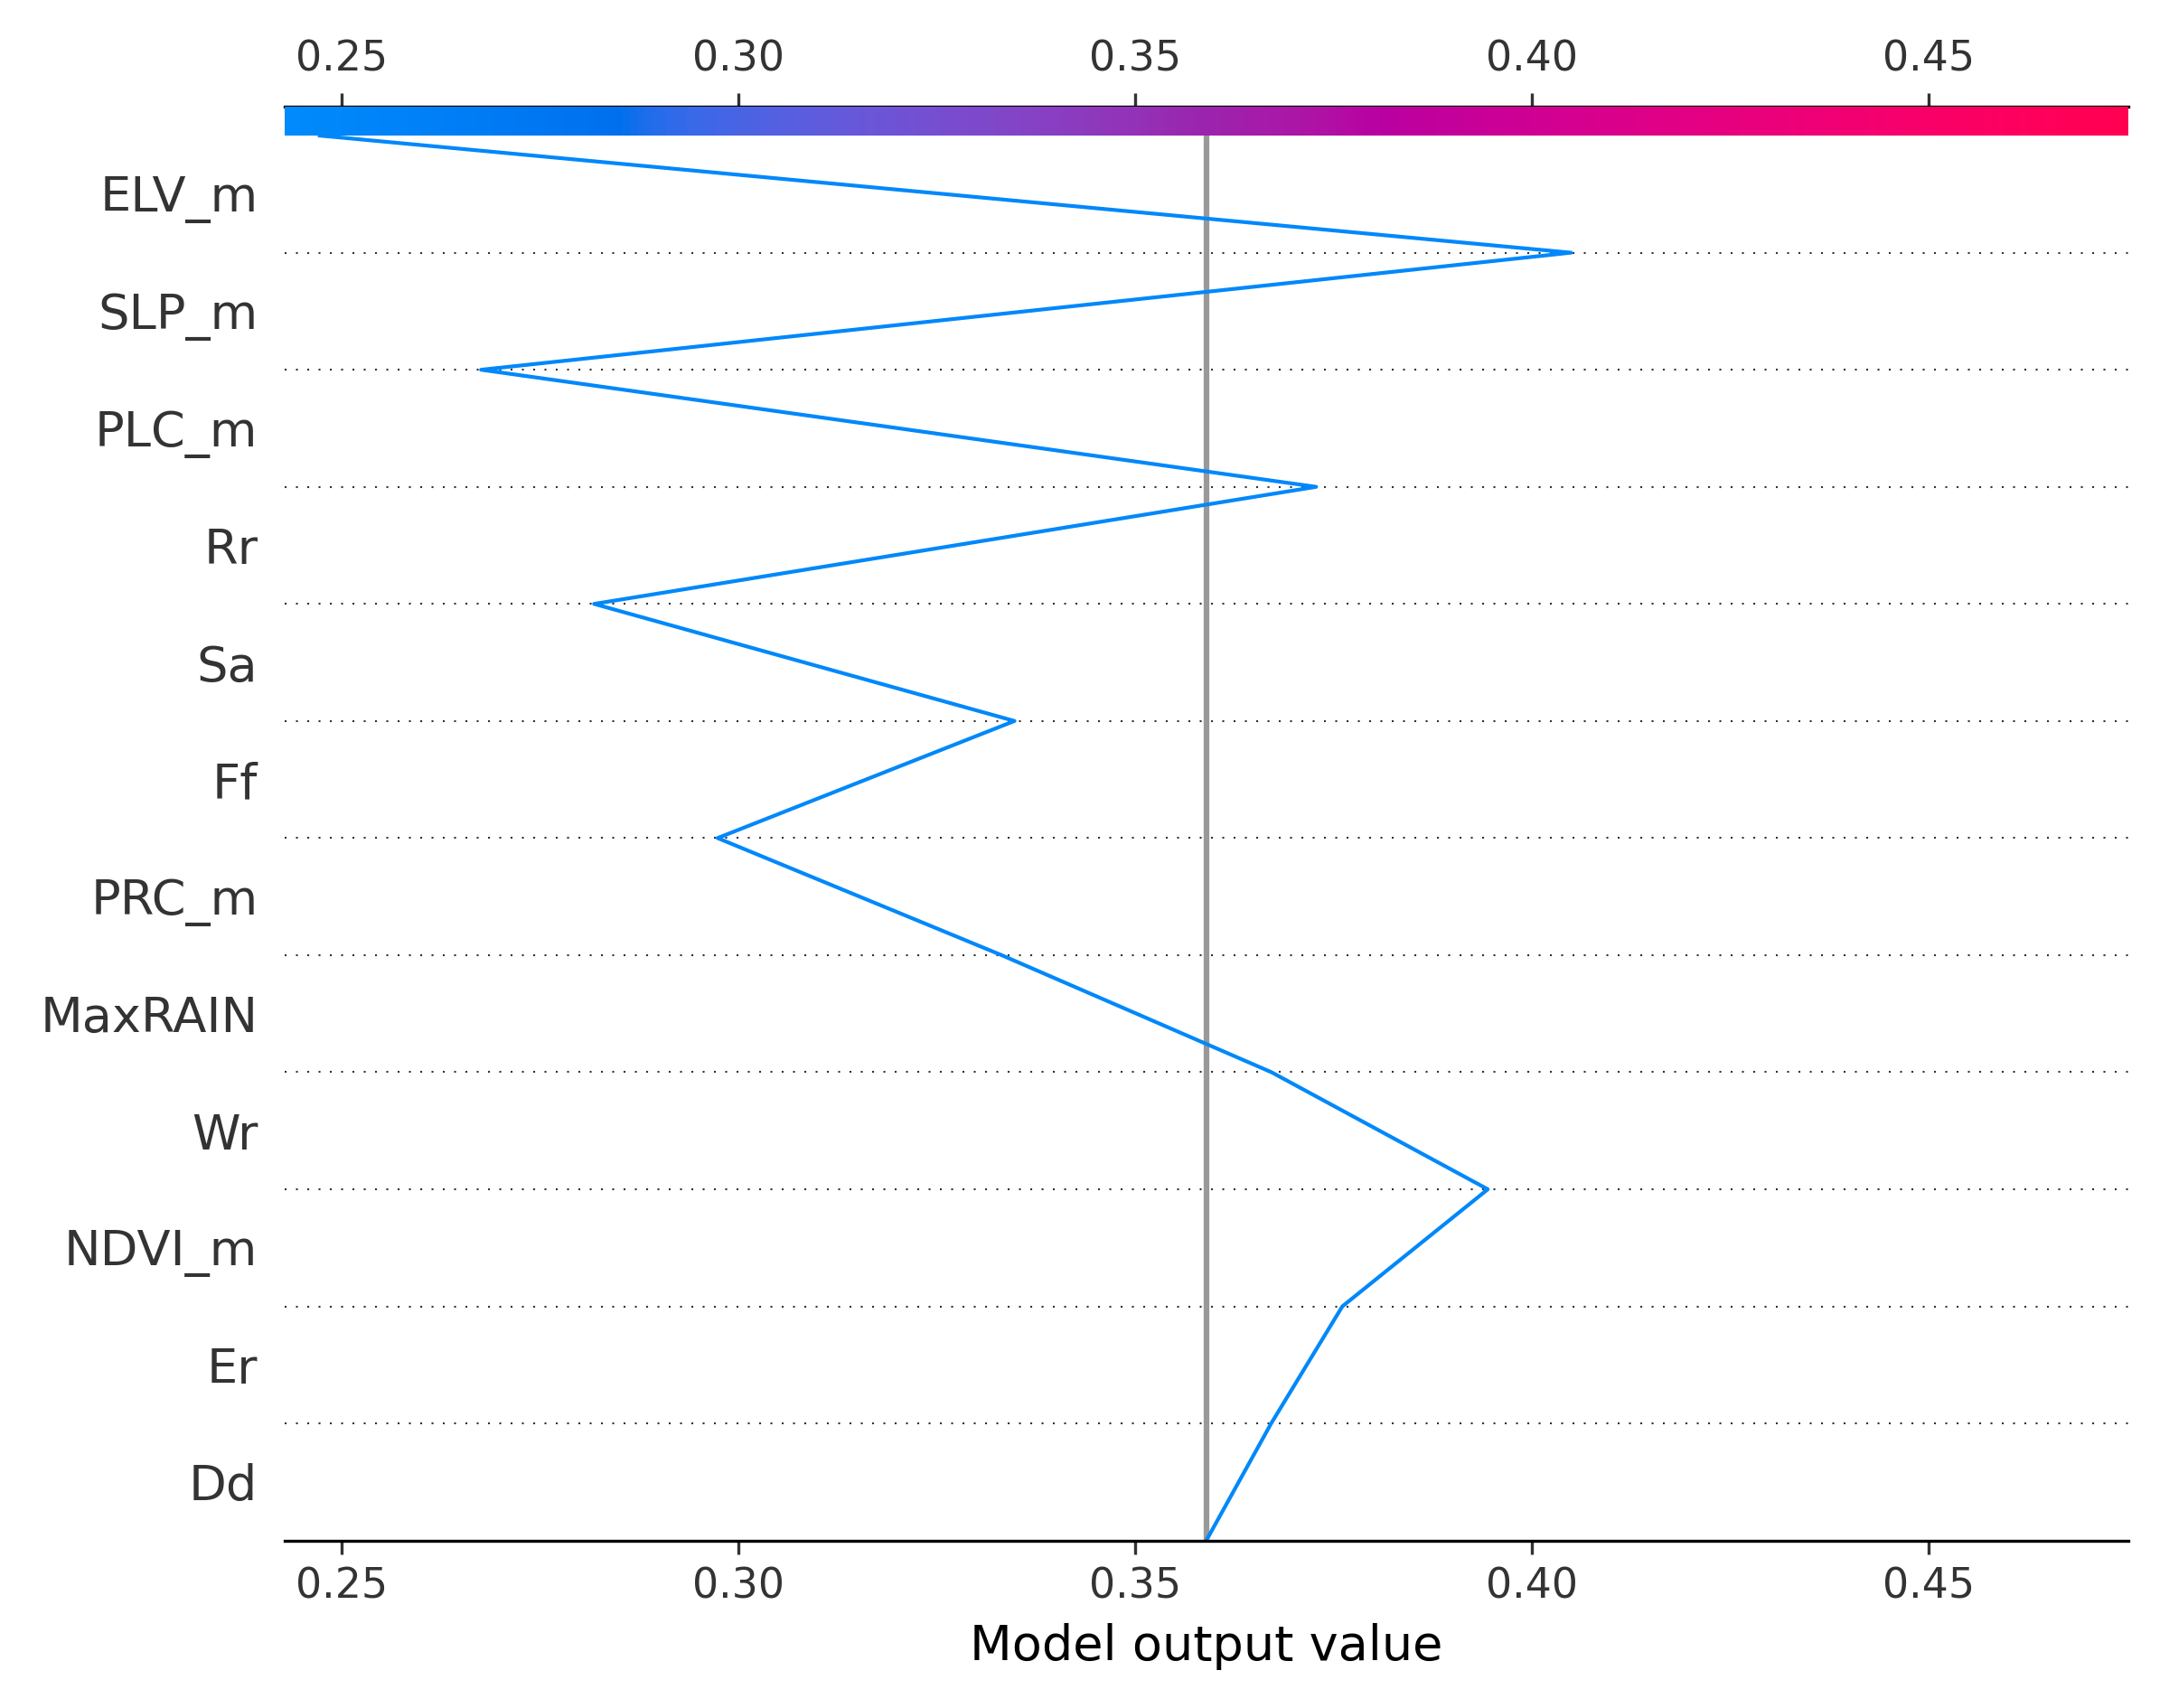 0.25 0.30 0.35 0.40 0.45
ELV_m
SLP_m
PLC_m
Rr
Sa
Ff
PRC_m
MaxRAIN
Wr
NDVI_m
Er
Dd
0.25 0.30 0.35 0.40 0.45
Model output value